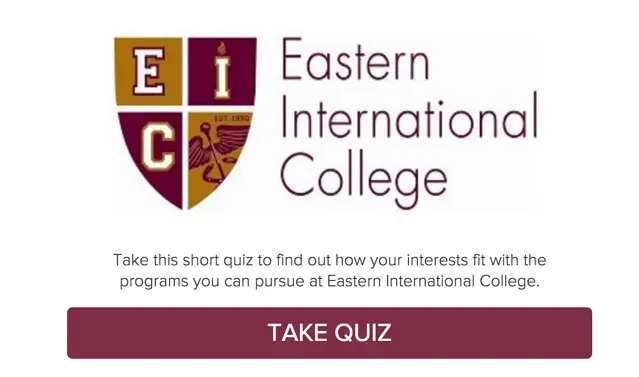 E I
C
EST. 1990
Eastern
International
College
Take this short quiz to find out how your interests fit with the
programs you can pursue at Eastern International College.
TAKE QUIZ